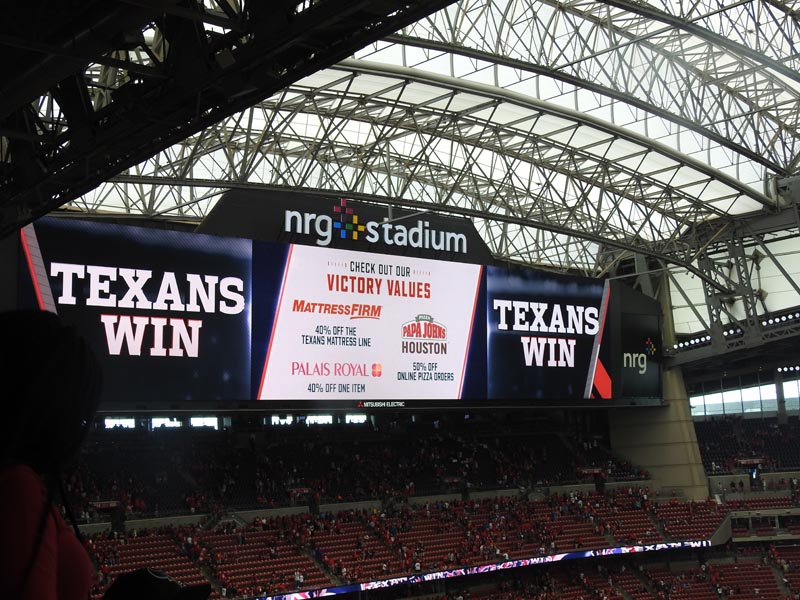 nrg stadium
TEXANS
WIN
CHECK OUT OUR
VICTORY VALUES
MATTRESSFIRM
40% OFF THE
TEXANS MATTRESS LINE
PIZZA
PAPA JOHNS
HOUSTON
50% OFF
ONLINE PIZZA ORDERS
PALAIS ROYAL
40% OFF ONE ITEM
TEXANS
WIN
nrg
MITSUBISHI ELECTRIC